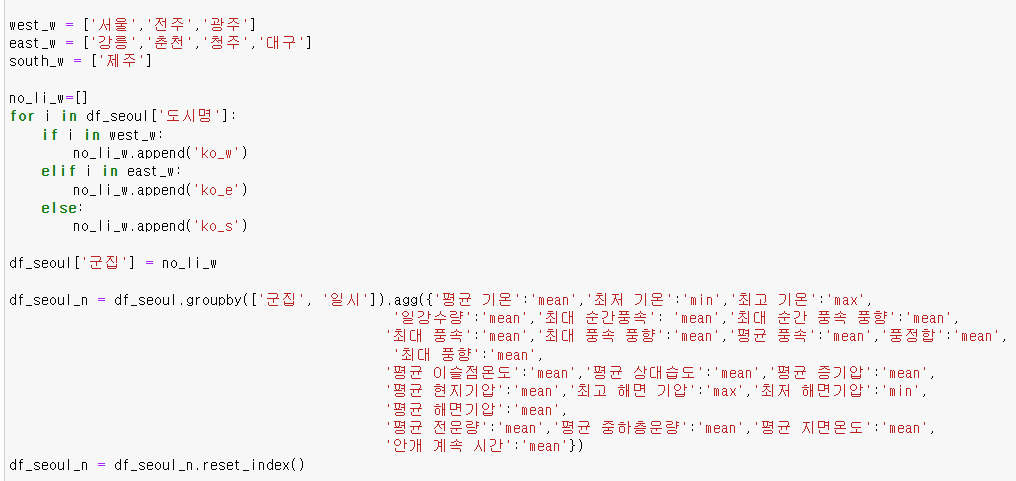 west_w = ['서울','전주','광주']
east_w = ['강릉','춘천','청주','대구']
south_w = ['제주']
no_li_w=[]
for i in df_seoul['도시명']:
    if i in west_w:
        no_li_w.append('ko_w')
    elif i in east_w:
        no_li_w.append('ko_e')
    else:
        no_li_w.append('ko_s')
df_seoul['군집'] = no_li_w
df_seoul_n = df_seoul.groupby(['군집', '일시']).agg({'평균 기온':'mean','최저 기온':'min','최고 기온':'max',
'일강수량':'mean','최대 순간풍속': 'mean','최대 순간 풍속 풍향':'mean',
'최대 풍속':'mean','최대 풍속 풍향':'mean','평균 풍속':'mean','풍정합':'mean',
'최대 풍향':'mean',
'평균 이슬점온도':'mean','평균 상대습도':'mean','평균 증기압':'mean',
'평균 현지기압':'mean','최고 해면 기압':'max','최저 해면기압':'min',
'평균 해면기압':'mean',
'평균 전운량':'mean','평균 중하층운량':'mean','평균 지면온도':'mean',
'안개 계속 시간':'mean'})
df_seoul_n = df_seoul_n.reset_index()